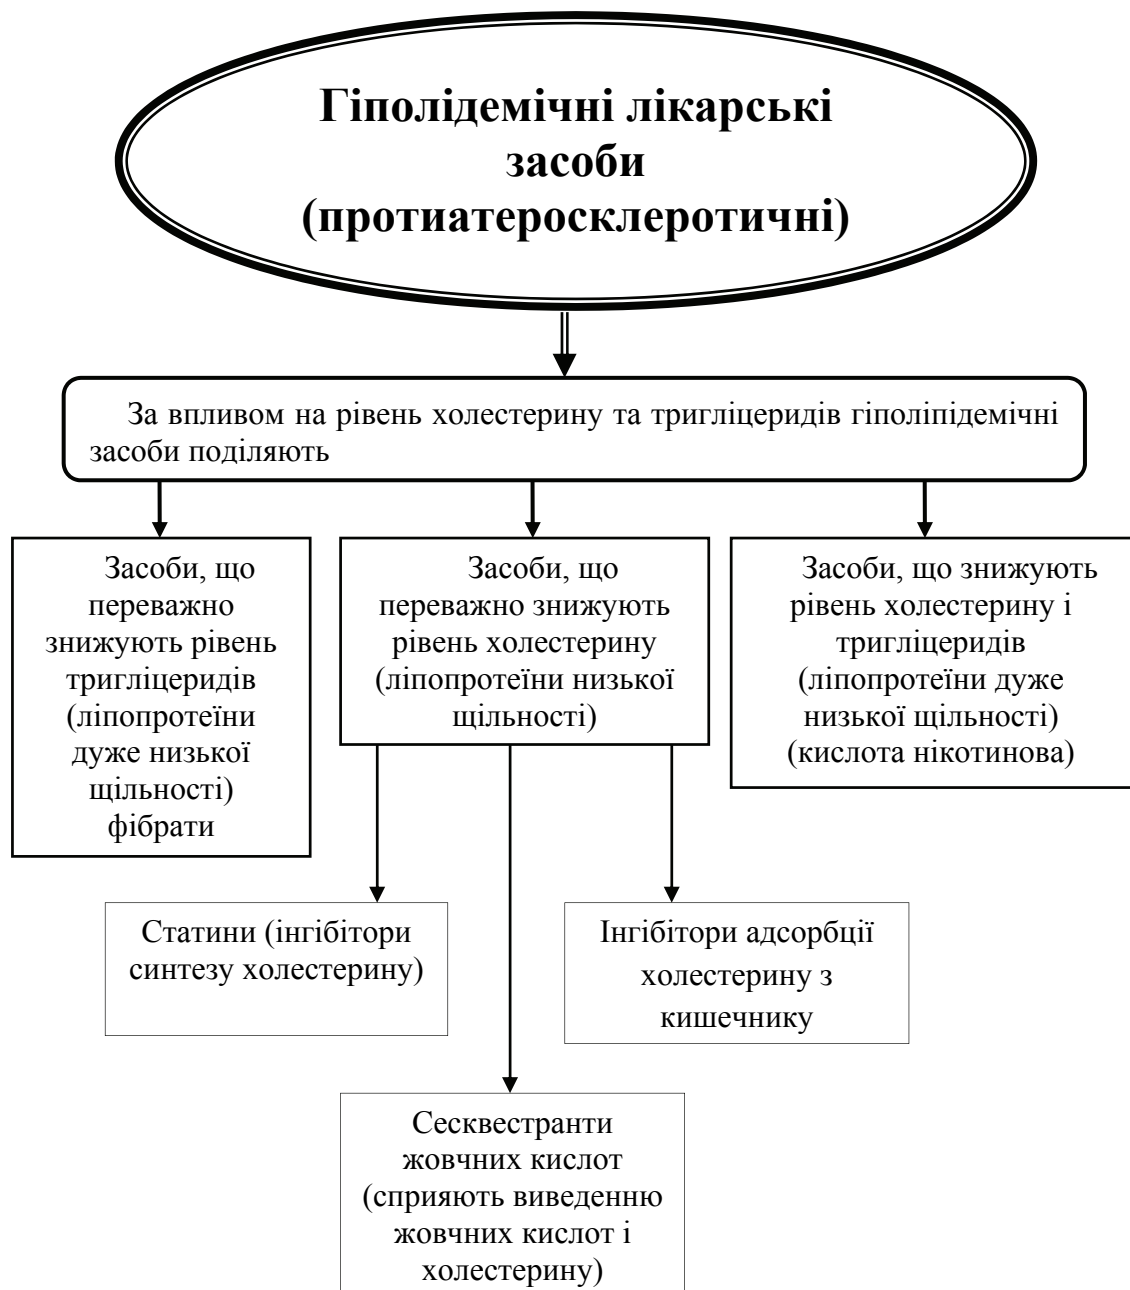 Гіполідемічні лікарські
засоби
(протиатеросклеротичні)
За впливом на рівень холестерину та тригліцеридів гіполіпідемічні
засоби поділяють
Засоби, що
переважно
знижують рівень
тригліцеридів
(ліпопротеїни
дуже низької
щільності)
фібрати
Засоби, що
переважно знижують
рівень холестерину
(ліпопротеїни низької
щільності)
Засоби, що знижують
рівень холестерину і
тригліцеридів
(ліпопротеїни дуже
низької щільності)
(кислота нікотинова)
Статини (інгібітори
синтезу холестерину)
Інгібітори адсорбції
холестерину з
кишечнику
Сесквестранти
жовчних кислот
(сприяють виведенню
жовчних кислот і
холестерину)